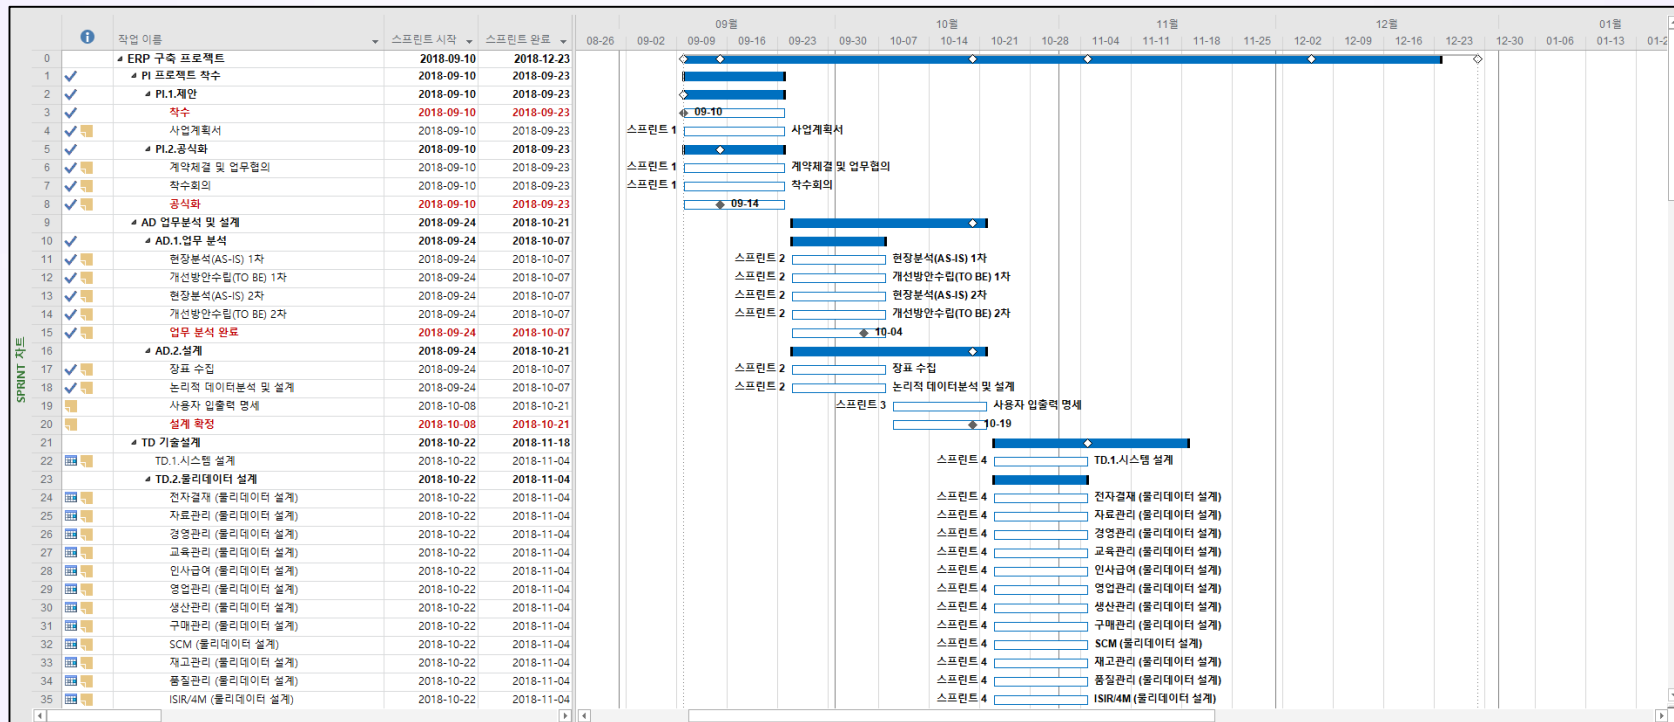 09월 10월 11월 12월 01월
작업 이름 스프린트 시작 스프린트 완료 08-26 09-02 09-09 09-16 09-23 09-30 10-07 10-14 10-21 10-28 11-04 11-11 11-18 11-25 12-02 12-09 12-16 12-23 12-30 01-06 01-13
0 ERP 구축 프로젝트 2018-09-10 2018-12-23
1 PI 프로젝트 착수 2018-09-10 2018-09-23
2 PI.1.제안 2018-09-10 2018-09-23
3 착수 2018-09-10 2018-09-23 09-10
4 사업계획서 2018-09-10 2018-09-23 스프린트 1 사업계획서
5 PI.2.공식화 2018-09-10 2018-09-23
6 계약체결 및 업무협의 2018-09-10 2018-09-23 스프린트 1 계약체결 및 업무협의
7 착수회의 2018-09-10 2018-09-23 스프린트 1 착수회의
8 공식화 2018-09-10 2018-09-23 09-14
9 AD 업무분석 및 설계 2018-09-24 2018-10-21
10 AD.1.업무 분석 2018-09-24 2018-10-07
11 현장분석(AS-IS) 1차 2018-09-24 2018-10-07 스프린트 2 현장분석(AS-IS) 1차
12 개선방안수립(TO BE) 1차 2018-09-24 2018-10-07 스프린트 2 개선방안수립(TO BE) 1차
13 현장분석(AS-IS) 2차 2018-09-24 2018-10-07 스프린트 2 현장분석(AS-IS) 2차
14 개선방안수립(TO BE) 2차 2018-09-24 2018-10-07 스프린트 2 개선방안수립(TO BE) 2차
15 업무 분석 완료 2018-09-24 2018-10-07 10-04
16 AD.2.설계 2018-09-24 2018-10-21
17 장표 수집 2018-09-24 2018-10-07 스프린트 2 장표 수집
18 논리적 데이터분석 및 설계 2018-09-24 2018-10-07 스프린트 2 논리적 데이터분석 및 설계
19 사용자 입출력 명세 2018-10-08 2018-10-21 스프린트 3 사용자 입출력 명세
20 설계 확정 2018-10-08 2018-10-21 10-19
21 TD 기술설계 2018-10-22 2018-11-18
22 TD.1.시스템 설계 2018-10-22 2018-11-04 스프린트 4 TD.1.시스템 설계
23 TD.2.물리데이터 설계 2018-10-22 2018-11-04
24 전자결재 (물리데이터 설계) 2018-10-22 2018-11-04 스프린트 4 전자결재 (물리데이터 설계)
25 자료관리 (물리데이터 설계) 2018-10-22 2018-11-04 스프린트 4 자료관리 (물리데이터 설계)
26 경영관리 (물리데이터 설계) 2018-10-22 2018-11-04 스프린트 4 경영관리 (물리데이터 설계)
27 교육관리 (물리데이터 설계) 2018-10-22 2018-11-04 스프린트 4 교육관리 (물리데이터 설계)
28 인사급여 (물리데이터 설계) 2018-10-22 2018-11-04 스프린트 4 인사급여 (물리데이터 설계)
29 영업관리 (물리데이터 설계) 2018-10-22 2018-11-04 스프린트 4 영업관리 (물리데이터 설계)
30 생산관리 (물리데이터 설계) 2018-10-22 2018-11-04 스프린트 4 생산관리 (물리데이터 설계)
31 구매관리 (물리데이터 설계) 2018-10-22 2018-11-04 스프린트 4 구매관리 (물리데이터 설계)
32 SCM (물리데이터 설계) 2018-10-22 2018-11-04 스프린트 4 SCM (물리데이터 설계)
33 재고관리 (물리데이터 설계) 2018-10-22 2018-11-04 스프린트 4 재고관리 (물리데이터 설계)
34 품질관리 (물리데이터 설계) 2018-10-22 2018-11-04 스프린트 4 품질관리 (물리데이터 설계)
35 ISIR/4M (물리데이터 설계) 2018-10-22 2018-11-04 스프린트 4 ISIR/4M (물리데이터 설계)
SPRINT 차트